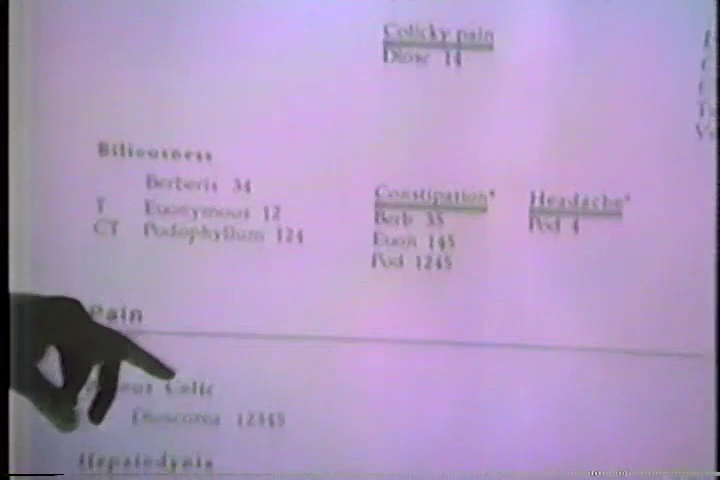 Colicky pain
Diosc 14
Biliousness
Berberis 34
T Euonymous 12
CT Podophyllum 124
Constipation*
Berb 35
Euon 145
Pod 1245
Headache*
Pod 4
Pain
Colic
Dioscorea 12345
Hepatodynia